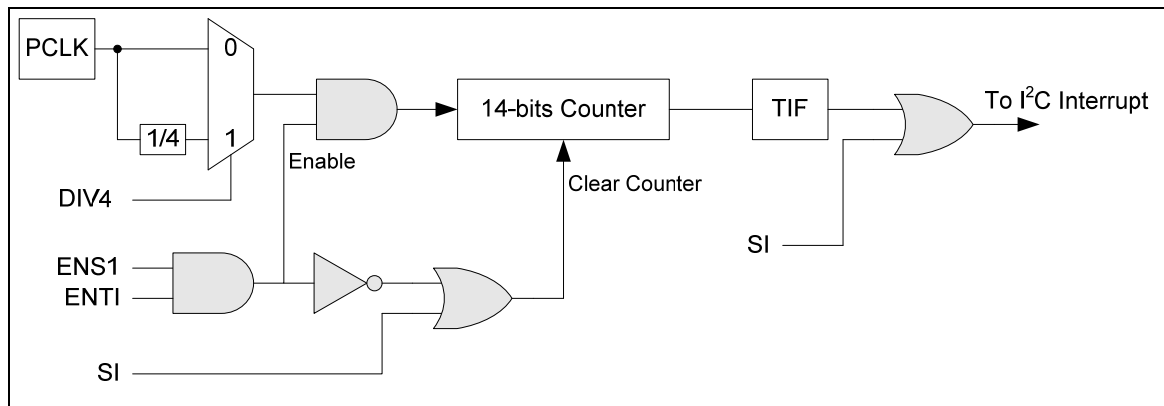 PCLK
0
1/4
1
DIV4
Enable
14-bits Counter
TIF
To I²C Interrupt
Clear Counter
SI
ENS1
ENTI
SI